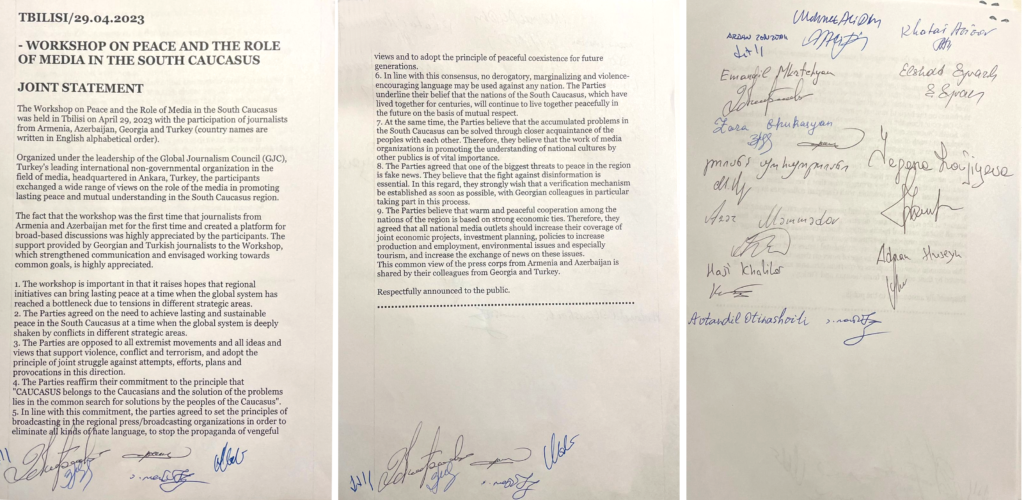 TBILISI/29.04.2023
- WORKSHOP ON PEACE AND THE ROLE
OF MEDIA IN THE SOUTH CAUCASUS
JOINT STATEMENT
The Workshop on Peace and the Role of Media in the South Caucasus
was held in Tbilisi on April 29, 2023 with the participation of journalists
from Armenia, Azerbaijan, Georgia and Turkey (country names are
written in English alphabetical order).
Organized under the leadership of the Global Journalism Council (GJC),
Turkey's leading international non-governmental organization in the
field of media, headquartered in Ankara, Turkey, the participants
exchanged a wide range of views on the role of the media in promoting
lasting peace and mutual understanding in the South Caucasus region.
The fact that the workshop was the first time that journalists from
Armenia and Azerbaijan met for the first time and created a platform for
broad-based discussions was highly appreciated by the participants. The
support provided by Georgian and Turkish journalists to the Workshop,
which strengthened communication and envisaged working towards
common goals, is highly appreciated.
1. The workshop is important in that it raises hopes that regional
initiatives can bring lasting peace at a time when the global system has
reached a bottleneck due to tensions in different strategic areas.
2. The Parties agreed on the need to achieve lasting and sustainable
peace in the South Caucasus at a time when the global system is deeply
shaken by conflicts in different strategic areas.
3. The Parties are opposed to all extremist movements and all ideas and
views that support violence, conflict and terrorism, and adopt the
principle of joint struggle against attempts, efforts, plans and
provocations in this direction.
4. The Parties reaffirm their commitment to the principle that
"CAUCASUS belongs to the Caucasians and the solution of the problems
lies in the common search for solutions by the peoples of the Caucasus".
5. In line with this commitment, the parties agreed to set the principles of
broadcasting in the regional press/broadcasting organizations in order to
eliminate all kinds of hate language, to stop the propaganda of vengeful
views and to adopt the principle of peaceful coexistence for future
generations.
6. In line with this consensus, no derogatory, marginalizing and violence-
encouraging language may be used against any nation. The Parties
underline their belief that the nations of the South Caucasus, which have
lived together for centuries, will continue to live together peacefully in
the future on the basis of mutual respect.
7. At the same time, the Parties believe that the accumulated problems in
the South Caucasus can be solved through closer acquaintance of the
peoples with each other. Therefore, they believe that the work of media
organizations in promoting the understanding of national cultures by
other publics is of vital importance.
8. The Parties agreed that one of the biggest threats to peace in the region
is fake news. They believe that the fight against disinformation is
essential. In this regard, they strongly wish that a verification mechanism
be established as soon as possible, with Georgian colleagues in particular
taking part in this process.
9. The Parties believe that warm and peaceful cooperation among the
nations of the region is based on strong economic ties. Therefore, they
agreed that all national media outlets should increase their coverage of
joint economic projects, investment planning, policies to increase
production and employment, environmental issues and especially
tourism, and increase the exchange of news on these issues.
This common view of the press corps from Armenia and Azerbaijan is
shared by their colleagues from Georgia and Turkey.
Respectfully announced to the public.
Elshad
Mammadov
Haji Khalilov
Adnan Huseyn